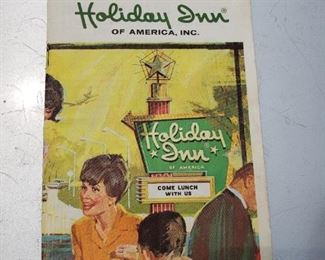 Holiday Inn®
OF AMERICA, INC.
Holiday
Inn®
OF AMERICA
COME LUNCH
WITH US